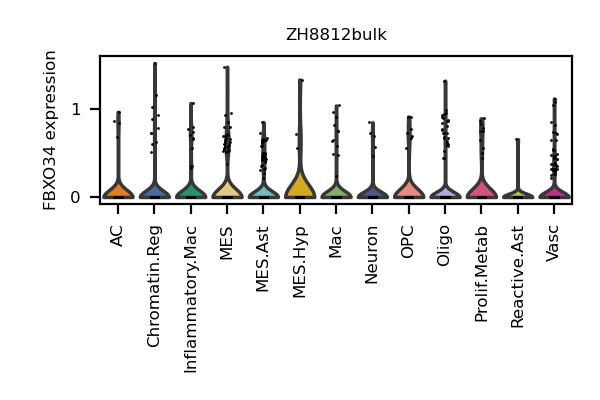 ZH8812bulk
FBXO34 expression
1
0
AC
Chromatin.Reg
Inflammatory.Mac
MES
MES.Ast
MES.Hyp
Mac
Neuron
OPC
Oligo
Prolif.Metab
Reactive.Ast
Vasc